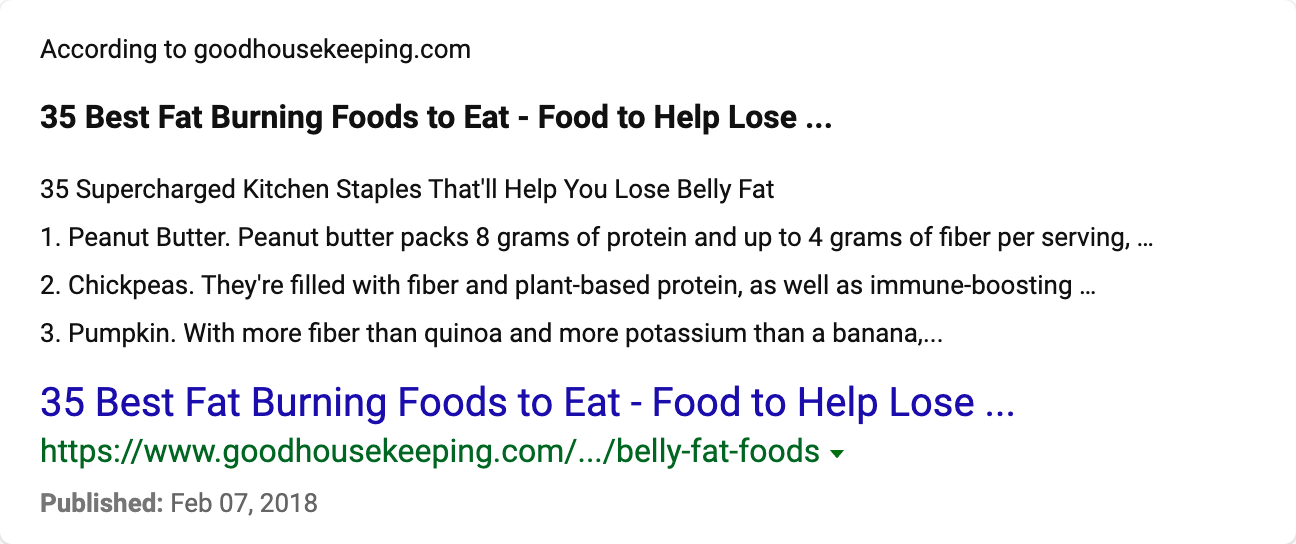 According to goodhousekeeping.com
35 Best Fat Burning Foods to Eat - Food to Help Lose ...
35 Supercharged Kitchen Staples That'll Help You Lose Belly Fat
1. Peanut Butter. Peanut butter packs 8 grams of protein and up to 4 grams of fiber per serving, ...
2. Chickpeas. They're filled with fiber and plant-based protein, as well as immune-boosting ...
3. Pumpkin. With more fiber than quinoa and more potassium than a banana,...
35 Best Fat Burning Foods to Eat - Food to Help Lose ...
https://www.goodhousekeeping.com/.../belly-fat-foods
Published: Feb 07, 2018